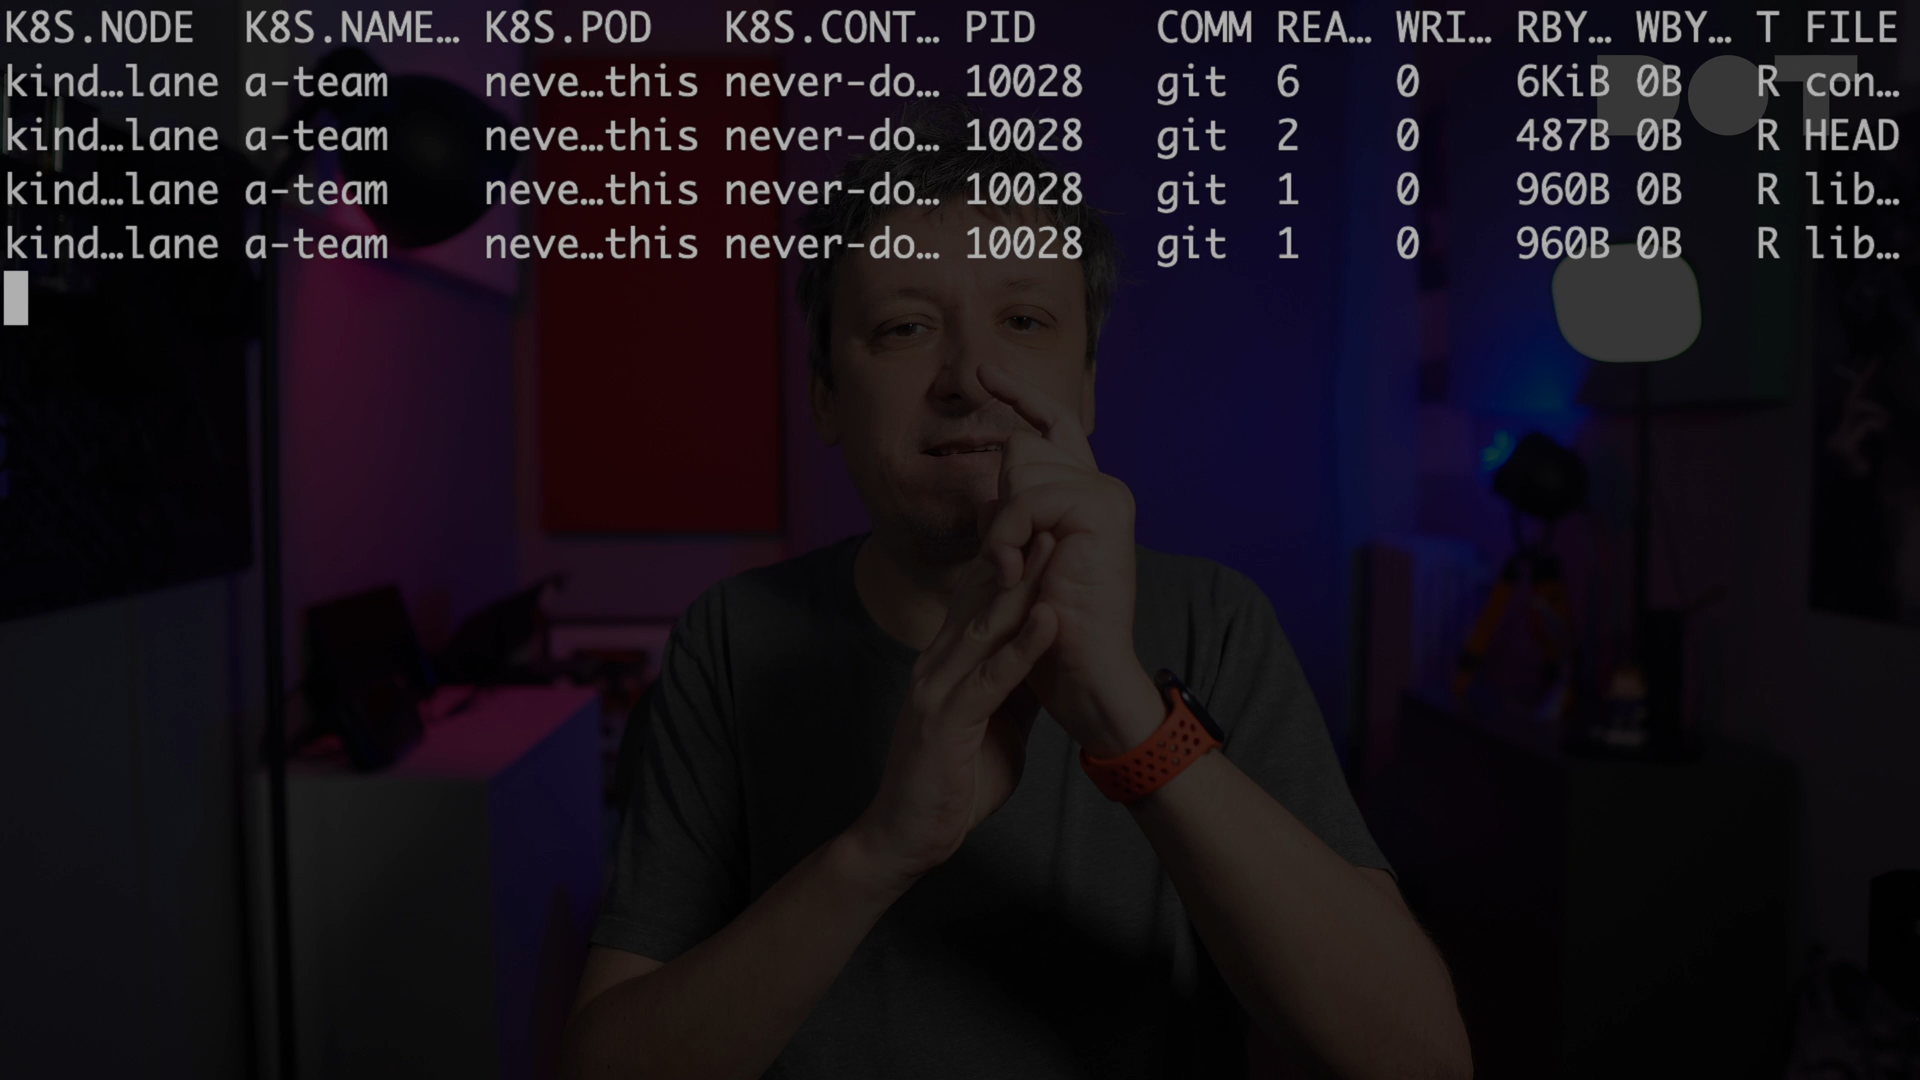 K8S.NODE K8S.NAME… K8S.POD K8S.CONT… PID COMM REA… WRI… RBY… WBY… T FILE
kind…lane a-team neve…this never-do… 10028 git 6 0 6KiB 0B R con…
kind…lane a-team neve…this never-do… 10028 git 2 0 487B 0B R HEAD
kind…lane a-team neve…this never-do… 10028 git 1 0 960B 0B R lib…
kind…lane a-team neve…this never-do… 10028 git 1 0 960B 0B R lib…
DOT